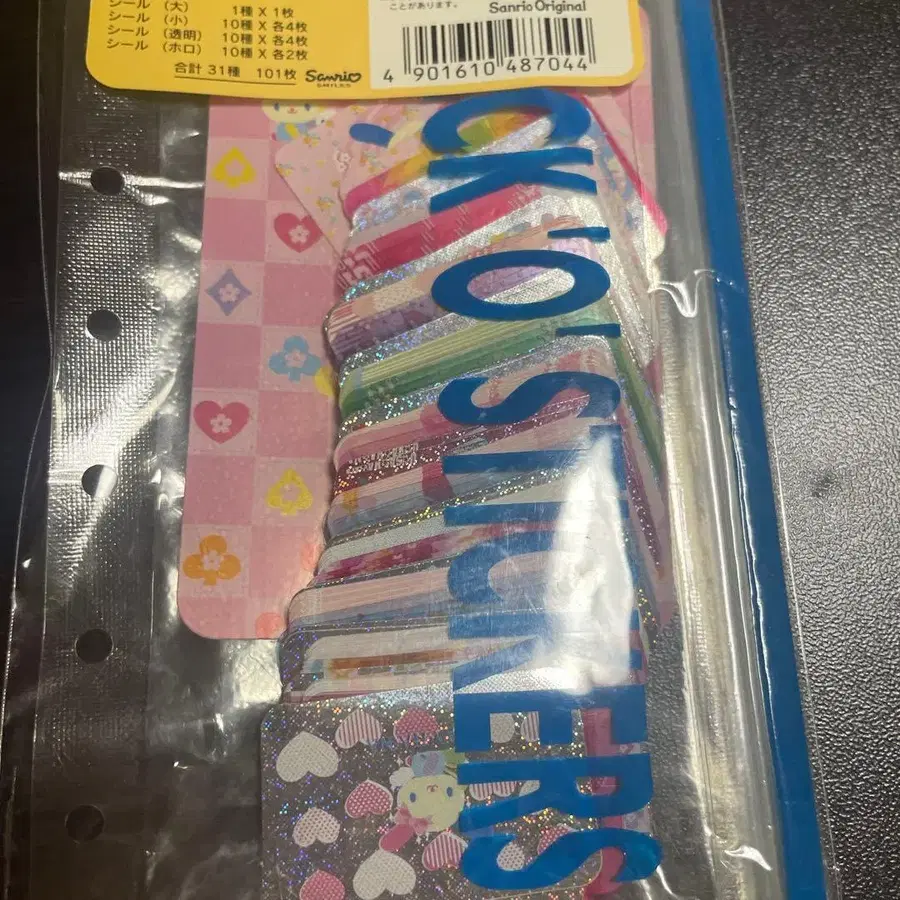 シール （大） 1種 X 1枚
シール （小） 10種 X 各4枚
シール （透明） 10種 X 各4枚
シール （ホロ） 10種 X 各2枚
合計 31種 101枚
Sanrio
SMILES
ことがあります。
Sanrio Original
4 901610 487044
CK'O'STICKERS